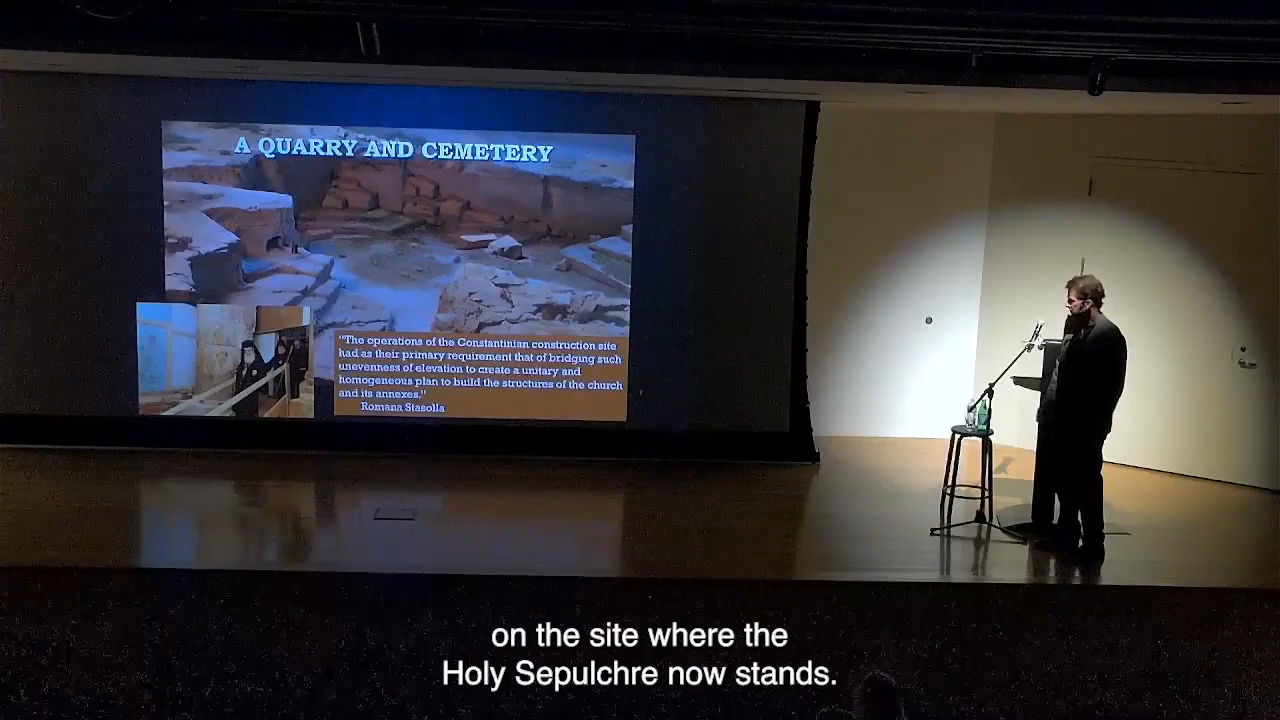 A QUARRY AND CEMETERY
"The operations of the Constantinian construction site
had as their primary requirement that of bridging such
unevenness of elevation to create a unitary and
homogeneous plan to build the structures of the church
and its annexes."
Romana Stasolla
on the site where the
Holy Sepulchre now stands.